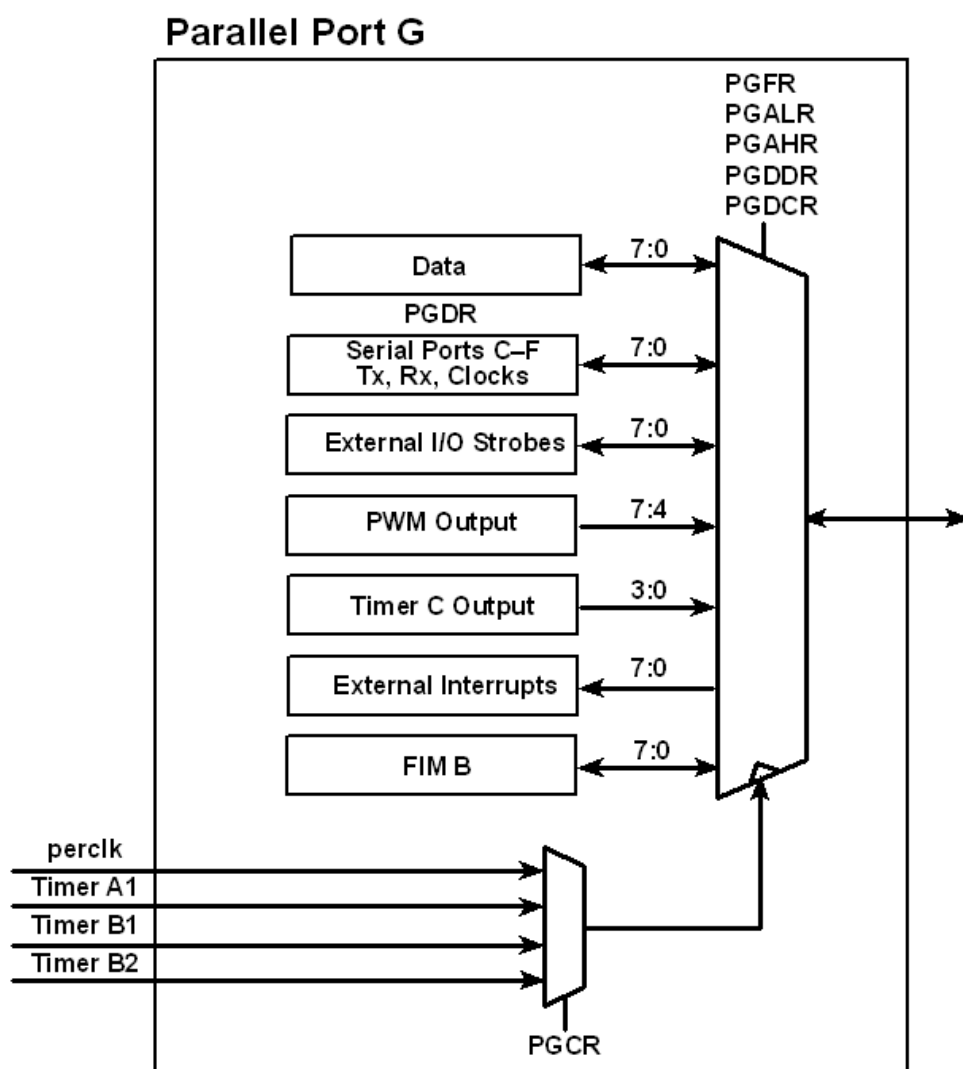 Parallel Port G
PGFR
PGALR
PGAHR
PGDDR
PGDCR
Data
7:0
PGDR
Serial Ports C–F
Tx, Rx, Clocks
7:0
External I/O Strobes
7:0
PWM Output
7:4
Timer C Output
3:0
External Interrupts
7:0
FIM B
7:0
perclk
Timer A1
Timer B1
Timer B2
PGCR